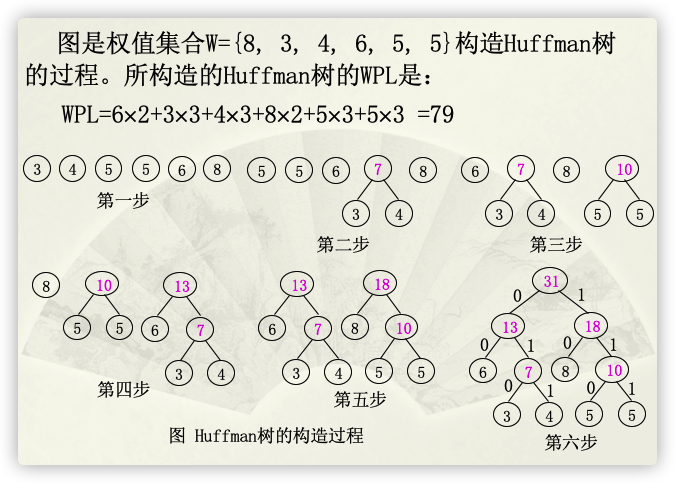 图是权值集合W={8, 3, 4, 6, 5, 5}构造Huffman树
的过程。所构造的Huffman树的WPL是：
WPL=6×2+3×3+4×3+8×2+5×3+5×3 =79
3 4 5 5 6 8
第一步
5 5 6 7 8
3 4
第二步
6 7 8 10
3 4 5 5
第三步
8 10 13
5 5 6 7
3 4
第四步
13 18
6 7 8 10
3 4 5 5
第五步
31
0 1
13 18
0 1 0 1
6 7 8 10
0 1 0 1
3 4 5 5
第六步
图 Huffman树的构造过程